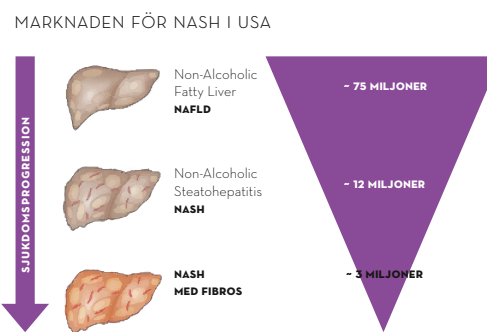 MARKNADEN FÖR NASH I USA
SJUKDOMSPROGRESSION
Non-Alcoholic
Fatty Liver
NAFLD
~ 75 MILJONER
Non-Alcoholic
Steatohepatitis
NASH
~ 12 MILJONER
NASH
MED FIBROS
~ 3 MILJONER